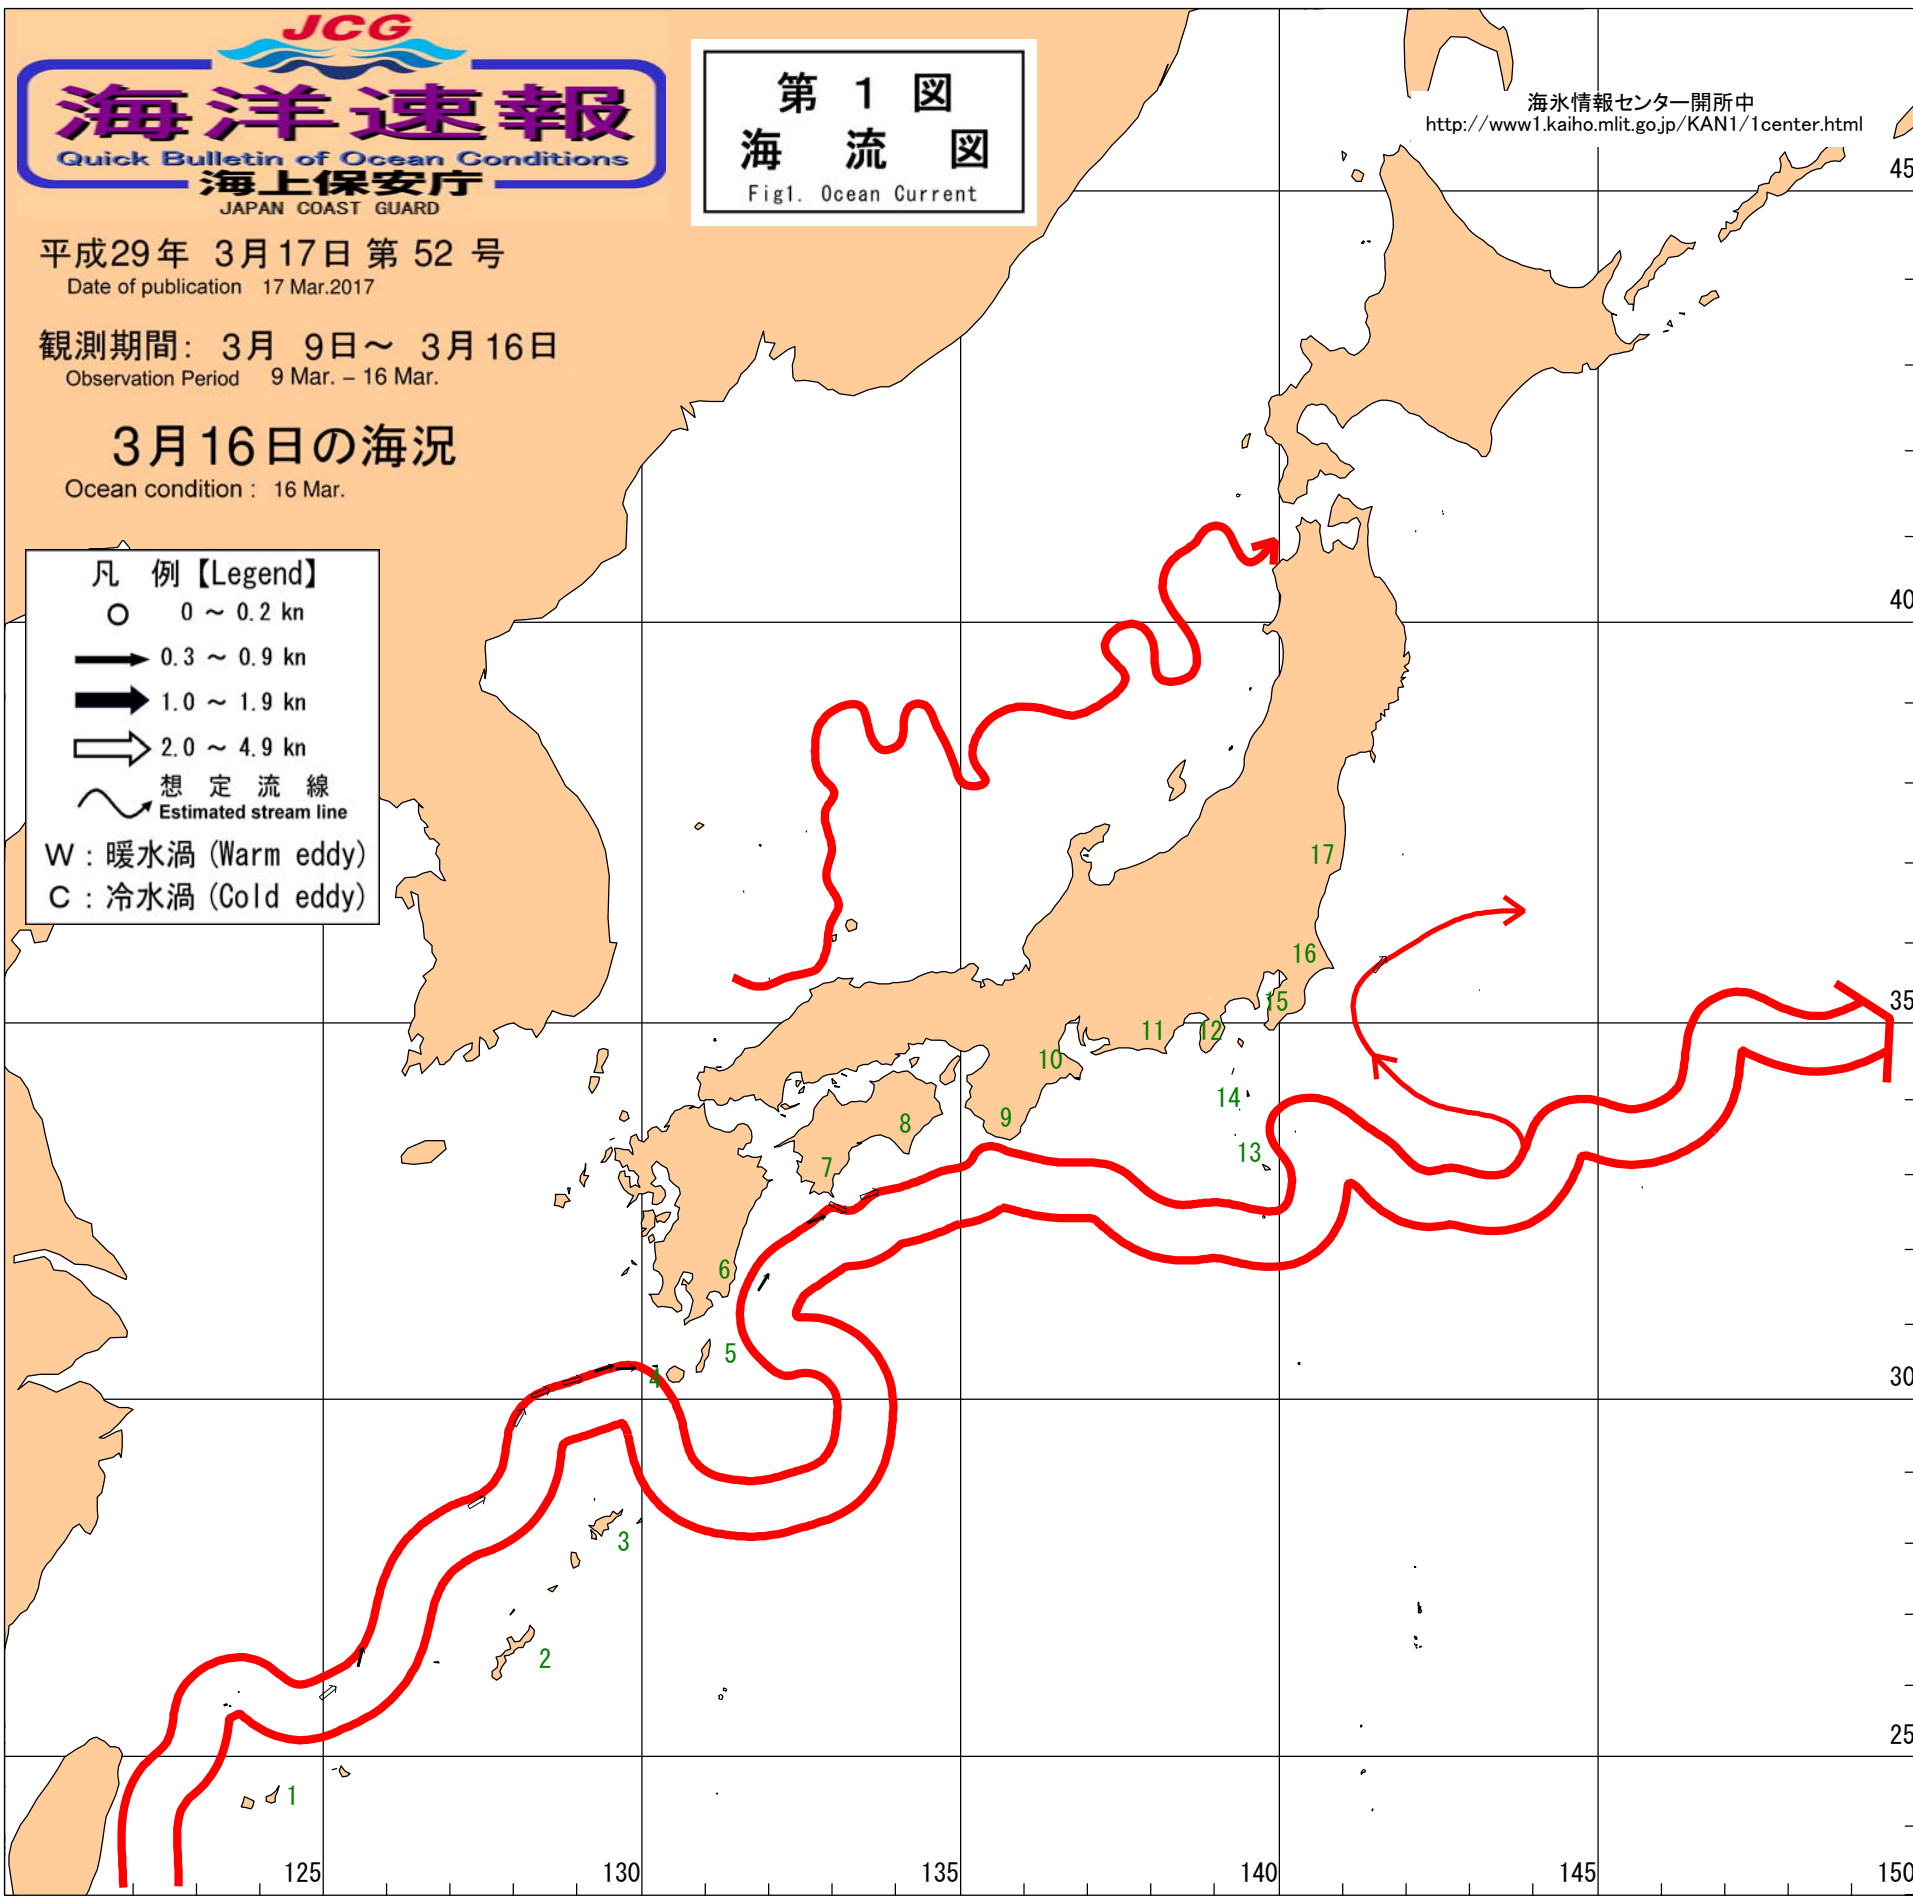 JCG
海洋速報
Quick Bulletin of Ocean Conditions
海上保安庁
JAPAN COAST GUARD
第 1 図
海 流 図
Fig1. Ocean Current
海氷情報センター開所中
http://www1.kaiho.mlit.go.jp/KAN1/1center.html
平成29年 3月17日 第 52 号
Date of publication 17 Mar.2017
観測期間: 3月 9日～ 3月16日
Observation Period 9 Mar. – 16 Mar.
3月16日の海況
Ocean condition : 16 Mar.
凡 例【Legend】
0 ～ 0.2 kn
0.3 ～ 0.9 kn
1.0 ～ 1.9 kn
2.0 ～ 4.9 kn
想 定 流 線
Estimated stream line
W : 暖水渦 (Warm eddy)
C : 冷水渦 (Cold eddy)
45
40
17
16
35
15
12
11
10
14
9
8
13
7
6
5
4
30
3
2
25
1
125
130
135
140
145
150